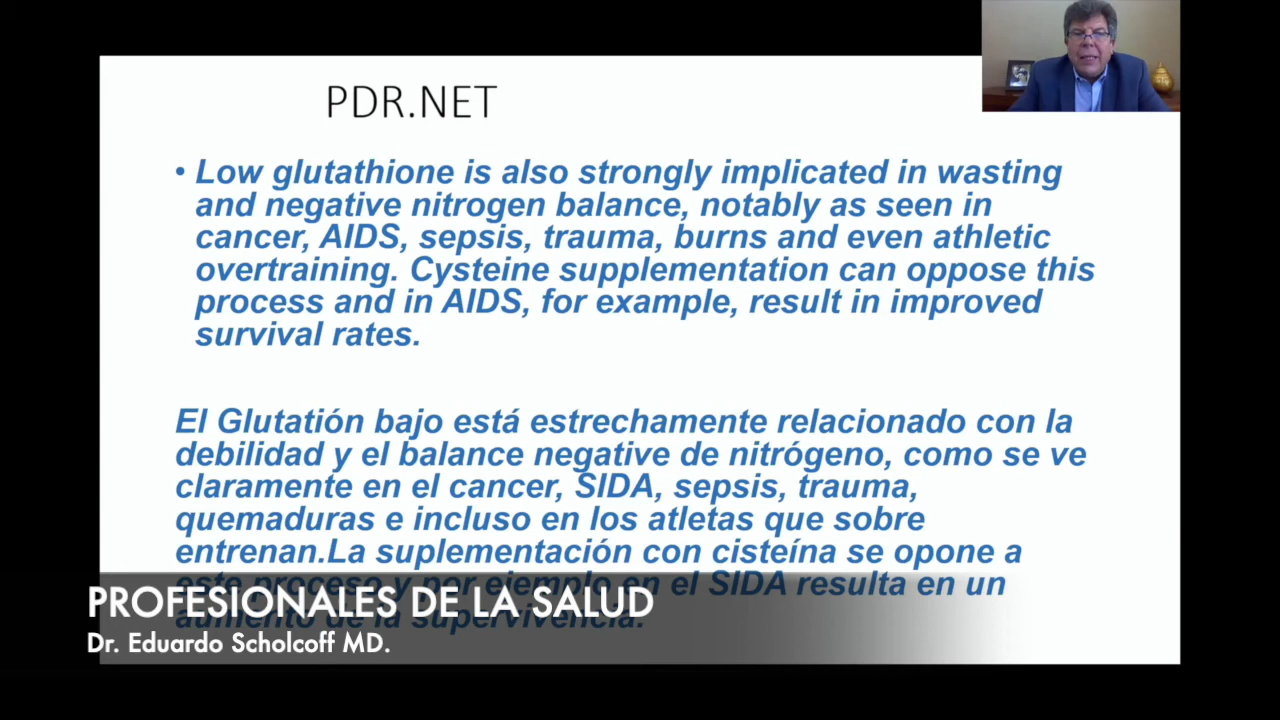 PDR.NET
• Low glutathione is also strongly implicated in wasting
and negative nitrogen balance, notably as seen in
cancer, AIDS, sepsis, trauma, burns and even athletic
overtraining. Cysteine supplementation can oppose this
process and in AIDS, for example, result in improved
survival rates.
El Glutatión bajo está estrechamente relacionado con la
debilidad y el balance negative de nitrógeno, como se ve
claramente en el cancer, SIDA, sepsis, trauma,
quemaduras e incluso en los atletas que sobre
entrenan.La suplementación con cisteína se opone a
este proceso y por ejemplo en el SIDA resulta en un
aumento de la supervivencia.
PROFESIONALES DE LA SALUD
Dr. Eduardo Scholcoff MD.